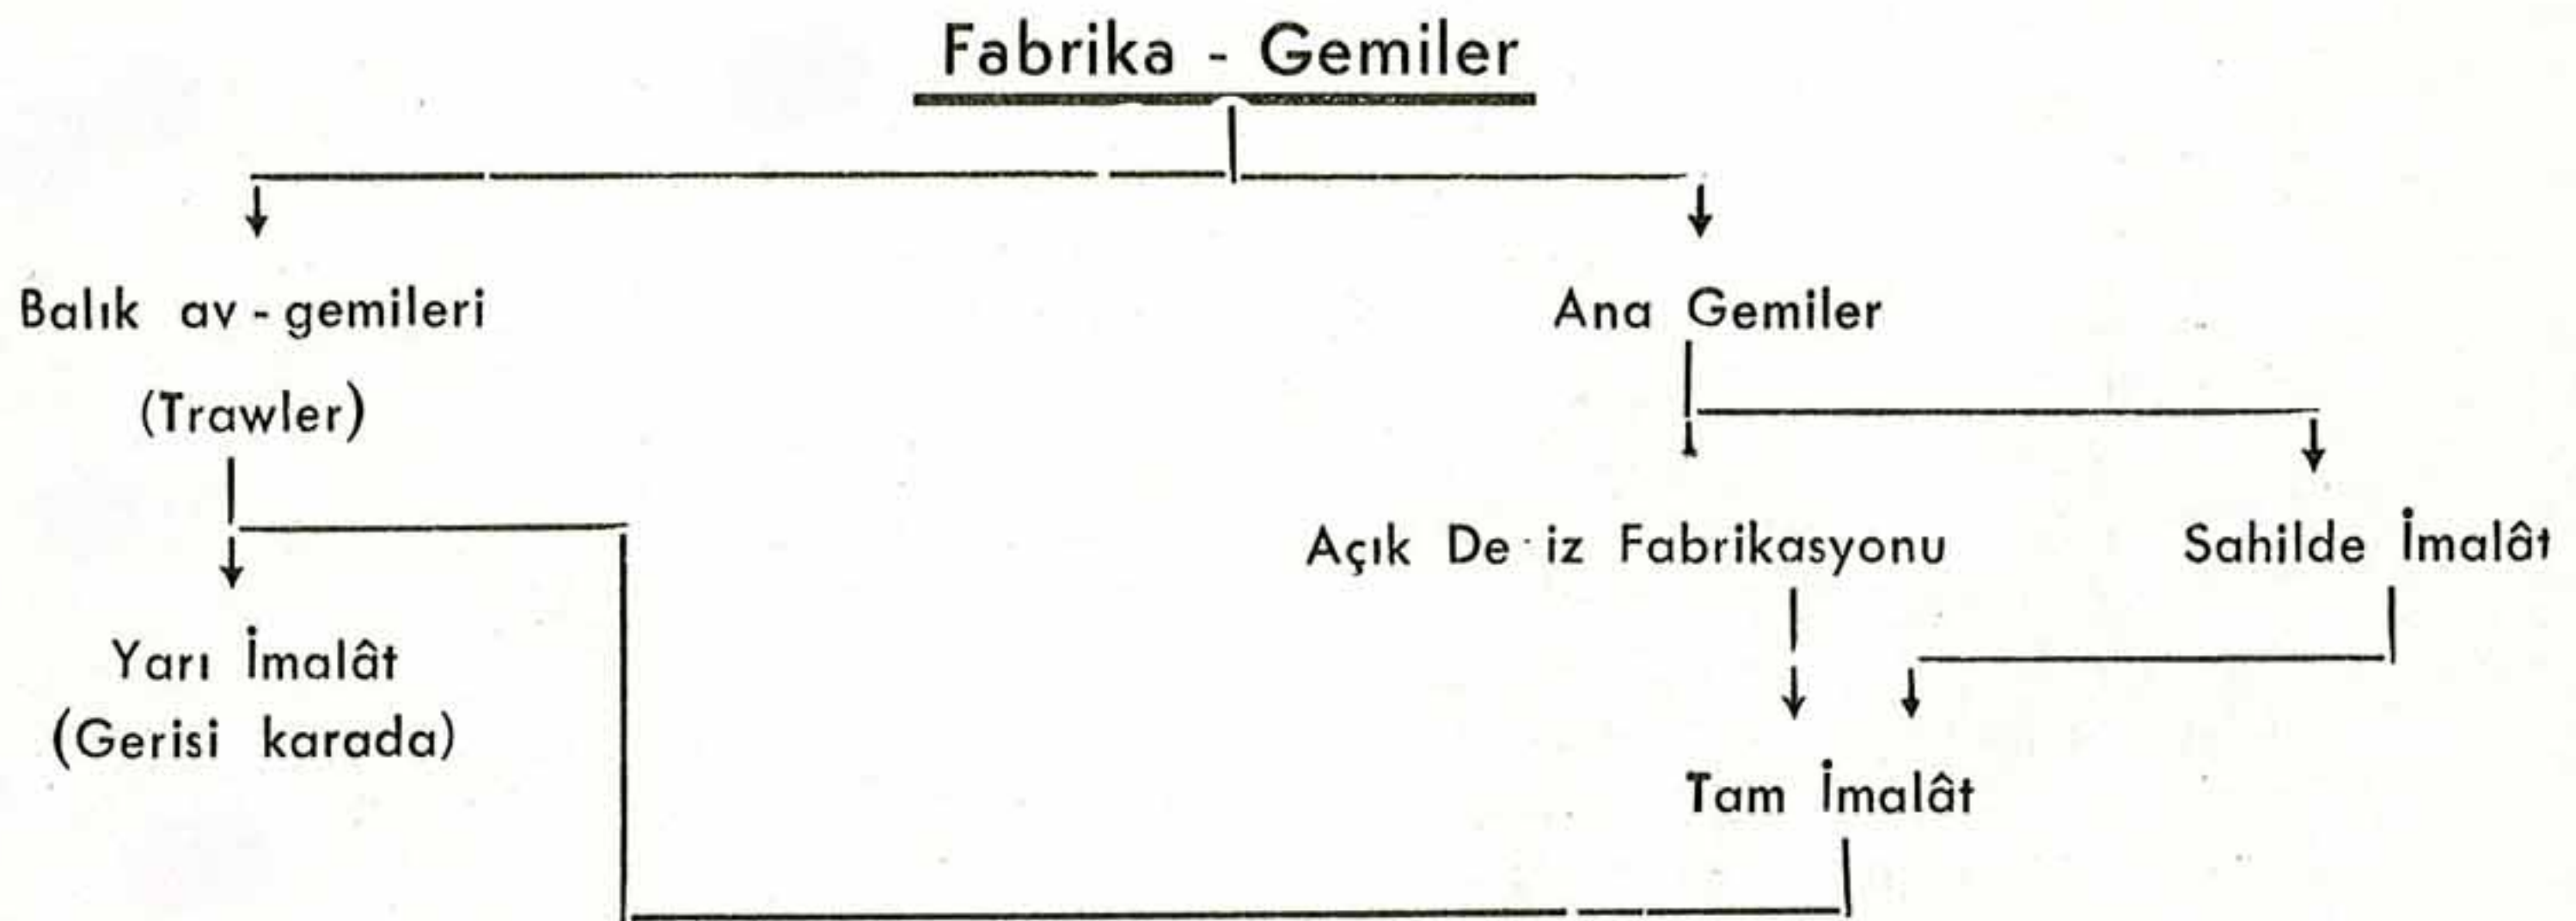 Fabrika - Gemiler
Balık av - gemileri
(Trawler)
Ana Gemiler
Açık De·iz Fabrikasyonu
Sahilde İmalât
Yarı İmalât
(Gerisi karada)
Tam İmalât